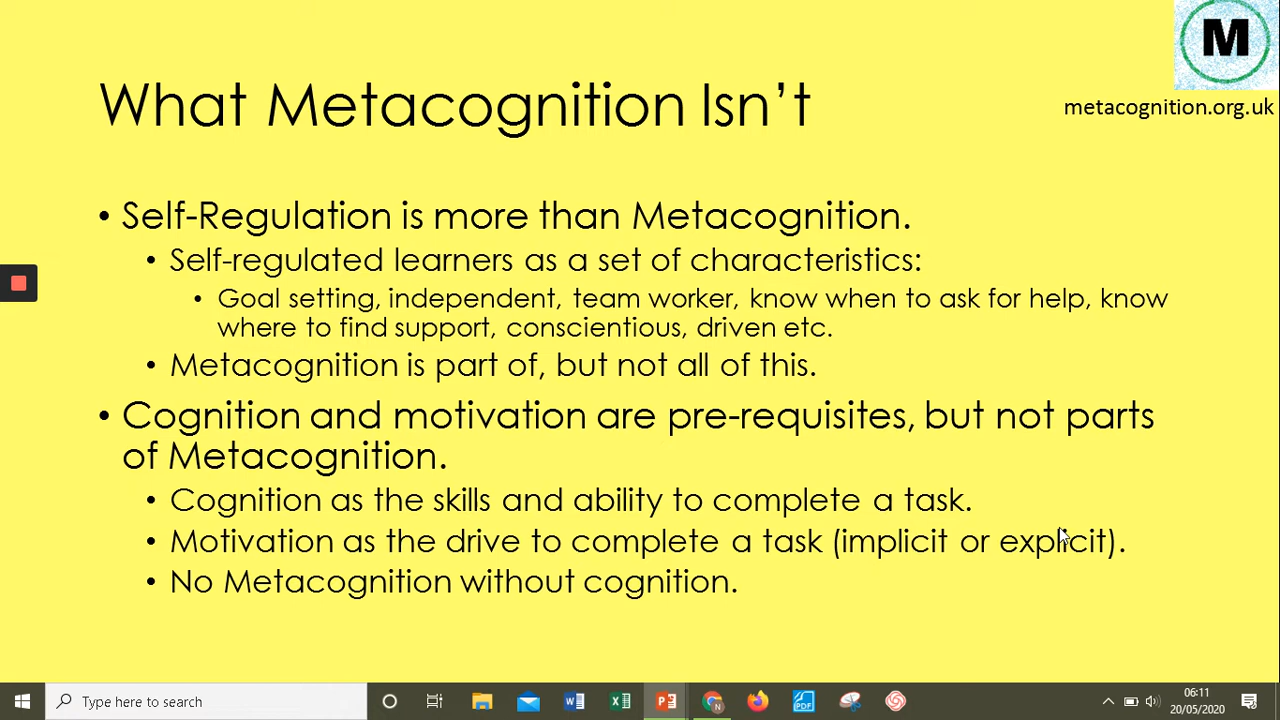 M
metacognition.org.uk
What Metacognition Isn't
• Self-Regulation is more than Metacognition.
• Self-regulated learners as a set of characteristics:
• Goal setting, independent, team worker, know when to ask for help, know
where to find support, conscientious, driven etc.
• Metacognition is part of, but not all of this.
• Cognition and motivation are pre-requisites, but not parts
of Metacognition.
• Cognition as the skills and ability to complete a task.
• Motivation as the drive to complete a task (implicit or explicit).
• No Metacognition without cognition.
Type here to search
06:11
20/05/2020